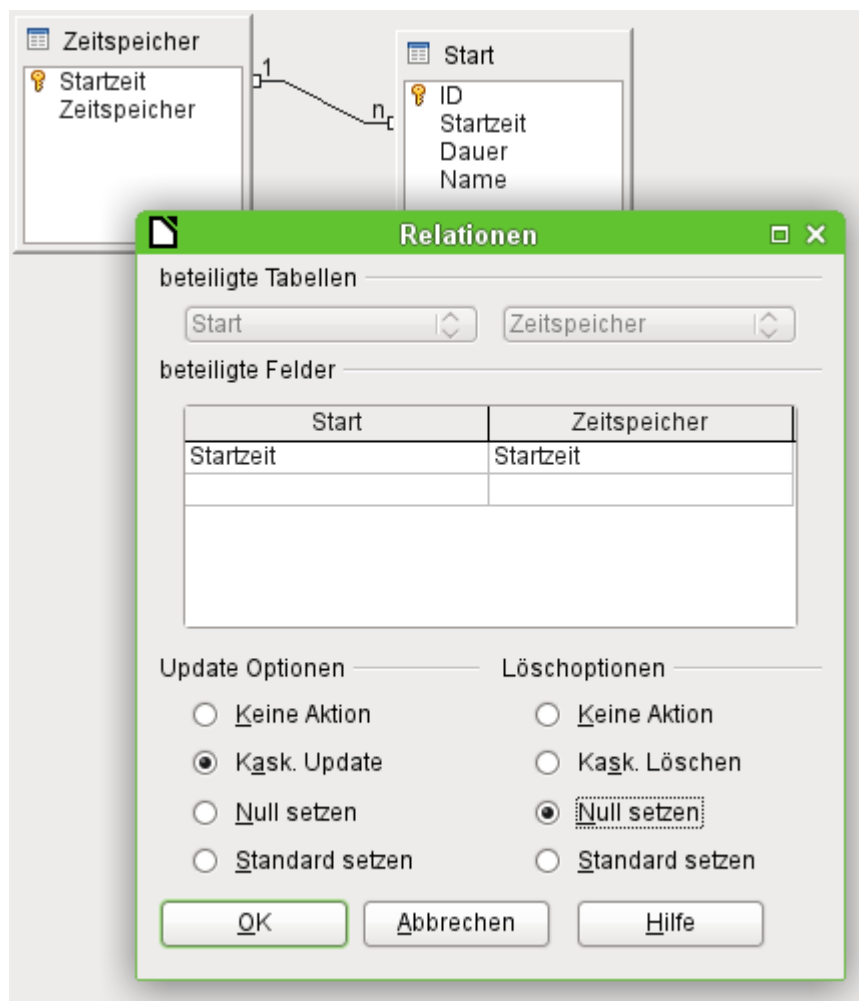 Zeitspeicher
Startzeit
Zeitspeicher
1
n
Start
ID
Startzeit
Dauer
Name
Relationen
beteiligte Tabellen
Start Zeitspeicher
beteiligte Felder
Start Zeitspeicher
Startzeit Startzeit
Update Optionen Löschoptionen
Keine Aktion Keine Aktion
Kask. Update Kask. Löschen
Null setzen Null setzen
Standard setzen Standard setzen
OK Abbrechen Hilfe